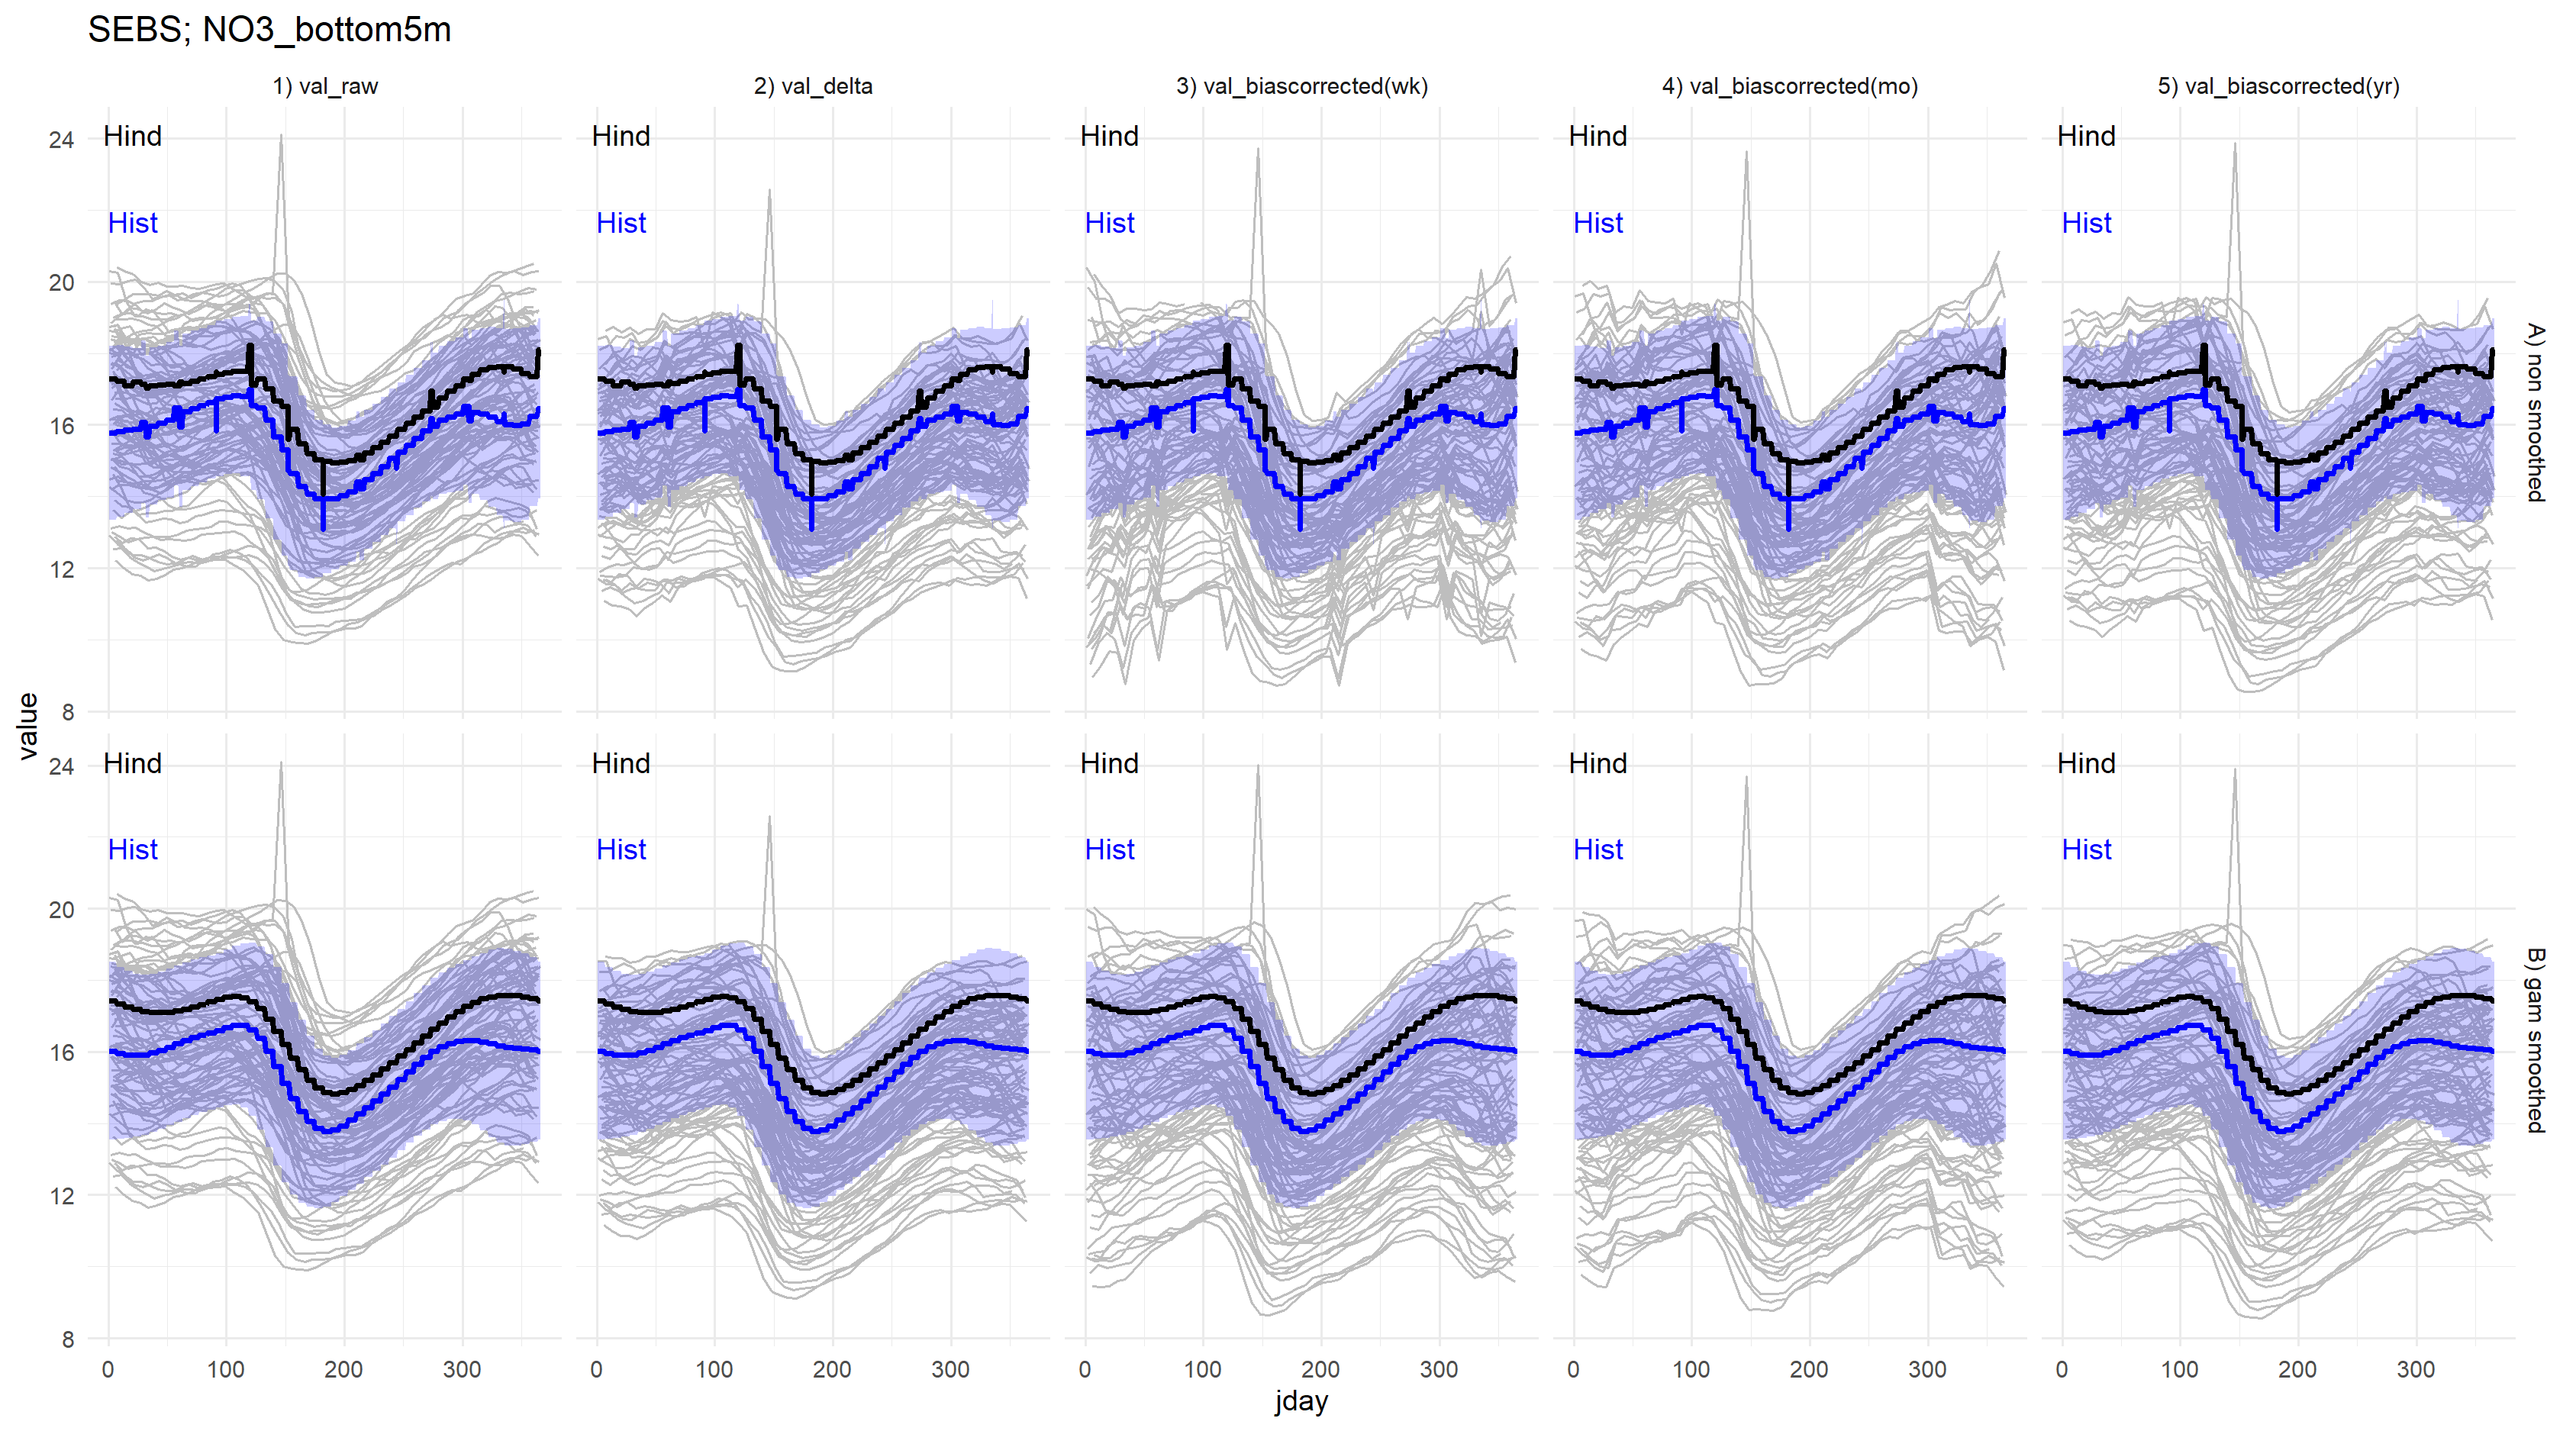 SEBS; NO3_bottom5m
1) val_raw
2) val_delta
3) val_biascorrected(wk)
4) val_biascorrected(mo)
5) val_biascorrected(yr)
Hind Hind Hind Hind Hind
Hist Hist Hist Hist Hist
24
20
16
12
8
A) non smoothed
value
Hind Hind Hind Hind Hind
Hist Hist Hist Hist Hist
24
20
16
12
8
B) gam smoothed
0 100 200 300 0 100 200 300 0 100 200 300 0 100 200 300 0 100 200 300
jday